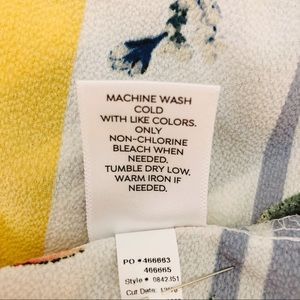 MACHINE WASH
COLD
WITH LIKE COLORS.
ONLY
NON-CHLORINE
BLEACH WHEN
NEEDED.
TUMBLE DRY LOW.
WARM IRON IF
NEEDED.
PO #466663
466665
Style # 0842J51
Cut Date: